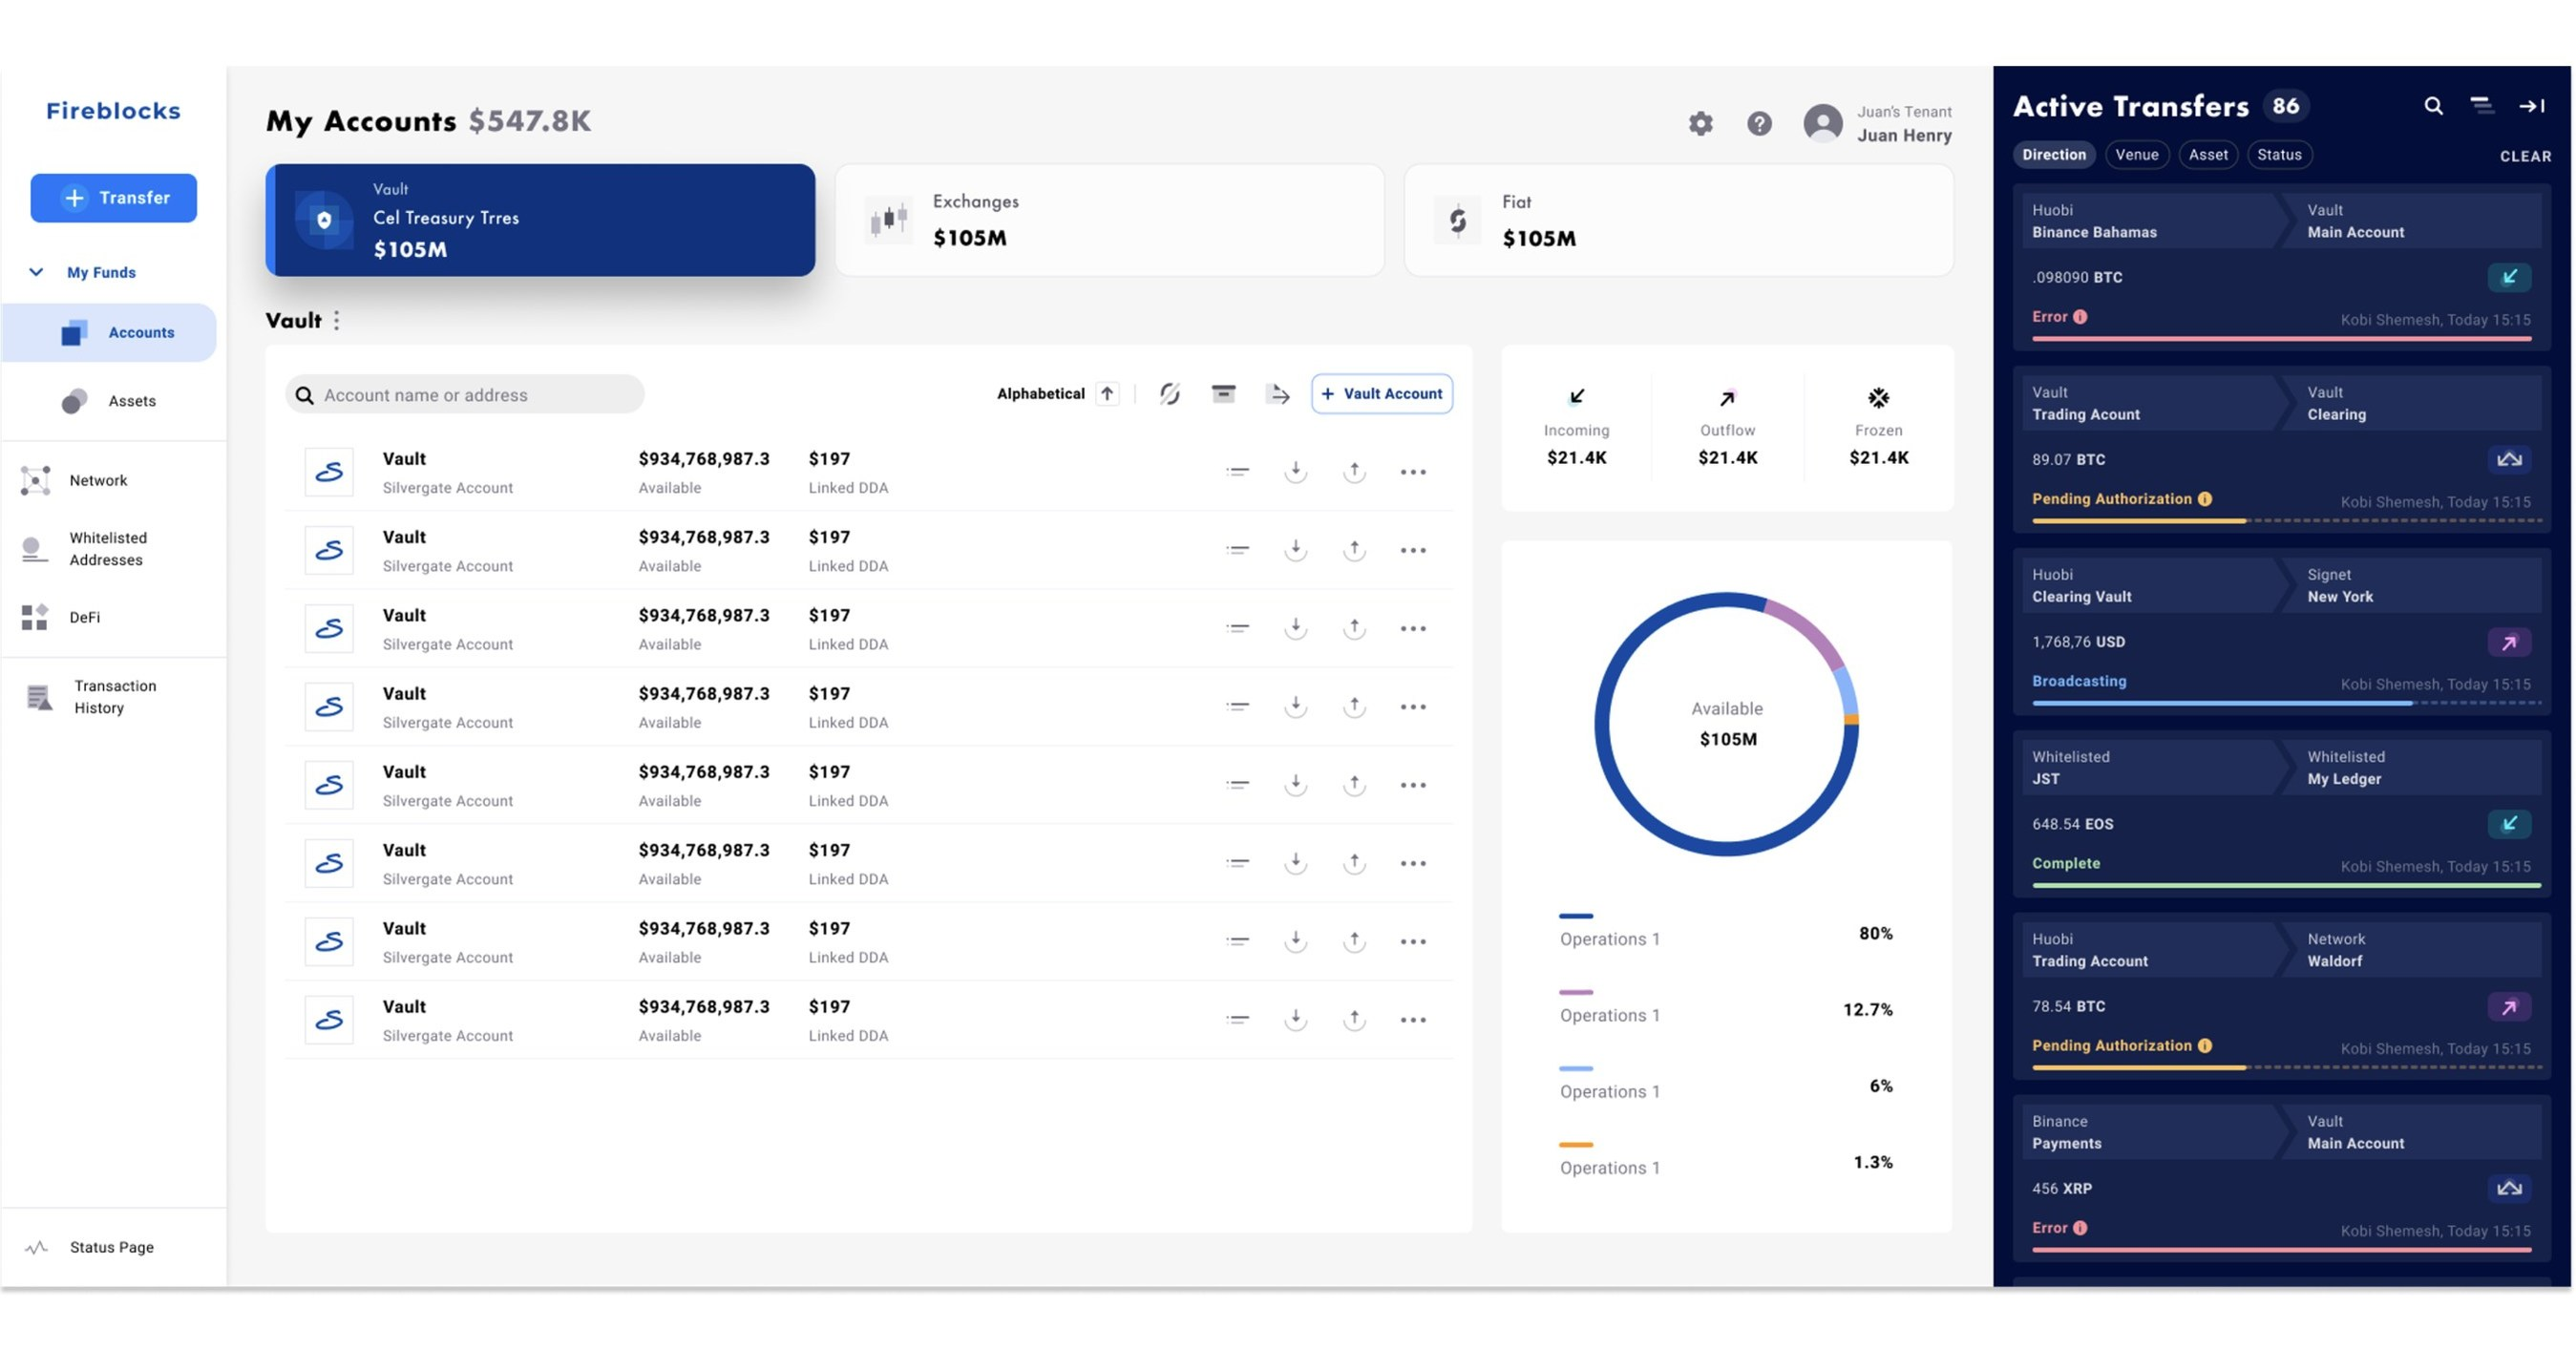 Fireblocks
Transfer
My Funds
Accounts
Assets
Network
Whitelisted
Addresses
DeFi
Transaction
History
Status Page
My Accounts $547.8K
Juan's Tenant
Juan Henry
Vault
Cel Treasury Trres
$105M
Exchanges
$105M
Fiat
$105M
Vault
Account name or address
Alphabetical
+ Vault Account
Vault $934,768,987.3 $197
Silvergate Account Available Linked DDA
Vault $934,768,987.3 $197
Silvergate Account Available Linked DDA
Vault $934,768,987.3 $197
Silvergate Account Available Linked DDA
Vault $934,768,987.3 $197
Silvergate Account Available Linked DDA
Vault $934,768,987.3 $197
Silvergate Account Available Linked DDA
Vault $934,768,987.3 $197
Silvergate Account Available Linked DDA
Vault $934,768,987.3 $197
Silvergate Account Available Linked DDA
Vault $934,768,987.3 $197
Silvergate Account Available Linked DDA
Incoming Outflow Frozen
$21.4K $21.4K $21.4K
Available
$105M
Operations 1 80%
Operations 1 12.7%
Operations 1 6%
Operations 1 1.3%
Active Transfers 86
Direction Venue Asset Status CLEAR
Huobi Vault
Binance Bahamas Main Account
.098090 BTC
Error Kobi Shemesh, Today 15:15
Vault Vault
Trading Acount Clearing
89.07 BTC
Pending Authorization Kobi Shemesh, Today 15:15
Huobi Signet
Clearing Vault New York
1,768,76 USD
Broadcasting Kobi Shemesh, Today 15:15
Whitelisted Whitelisted
JST My Ledger
648.54 EOS
Complete Kobi Shemesh, Today 15:15
Huobi Network
Trading Account Waldorf
78.54 BTC
Pending Authorization Kobi Shemesh, Today 15:15
Binance Vault
Payments Main Account
456 XRP
Error Kobi Shemesh, Today 15:15